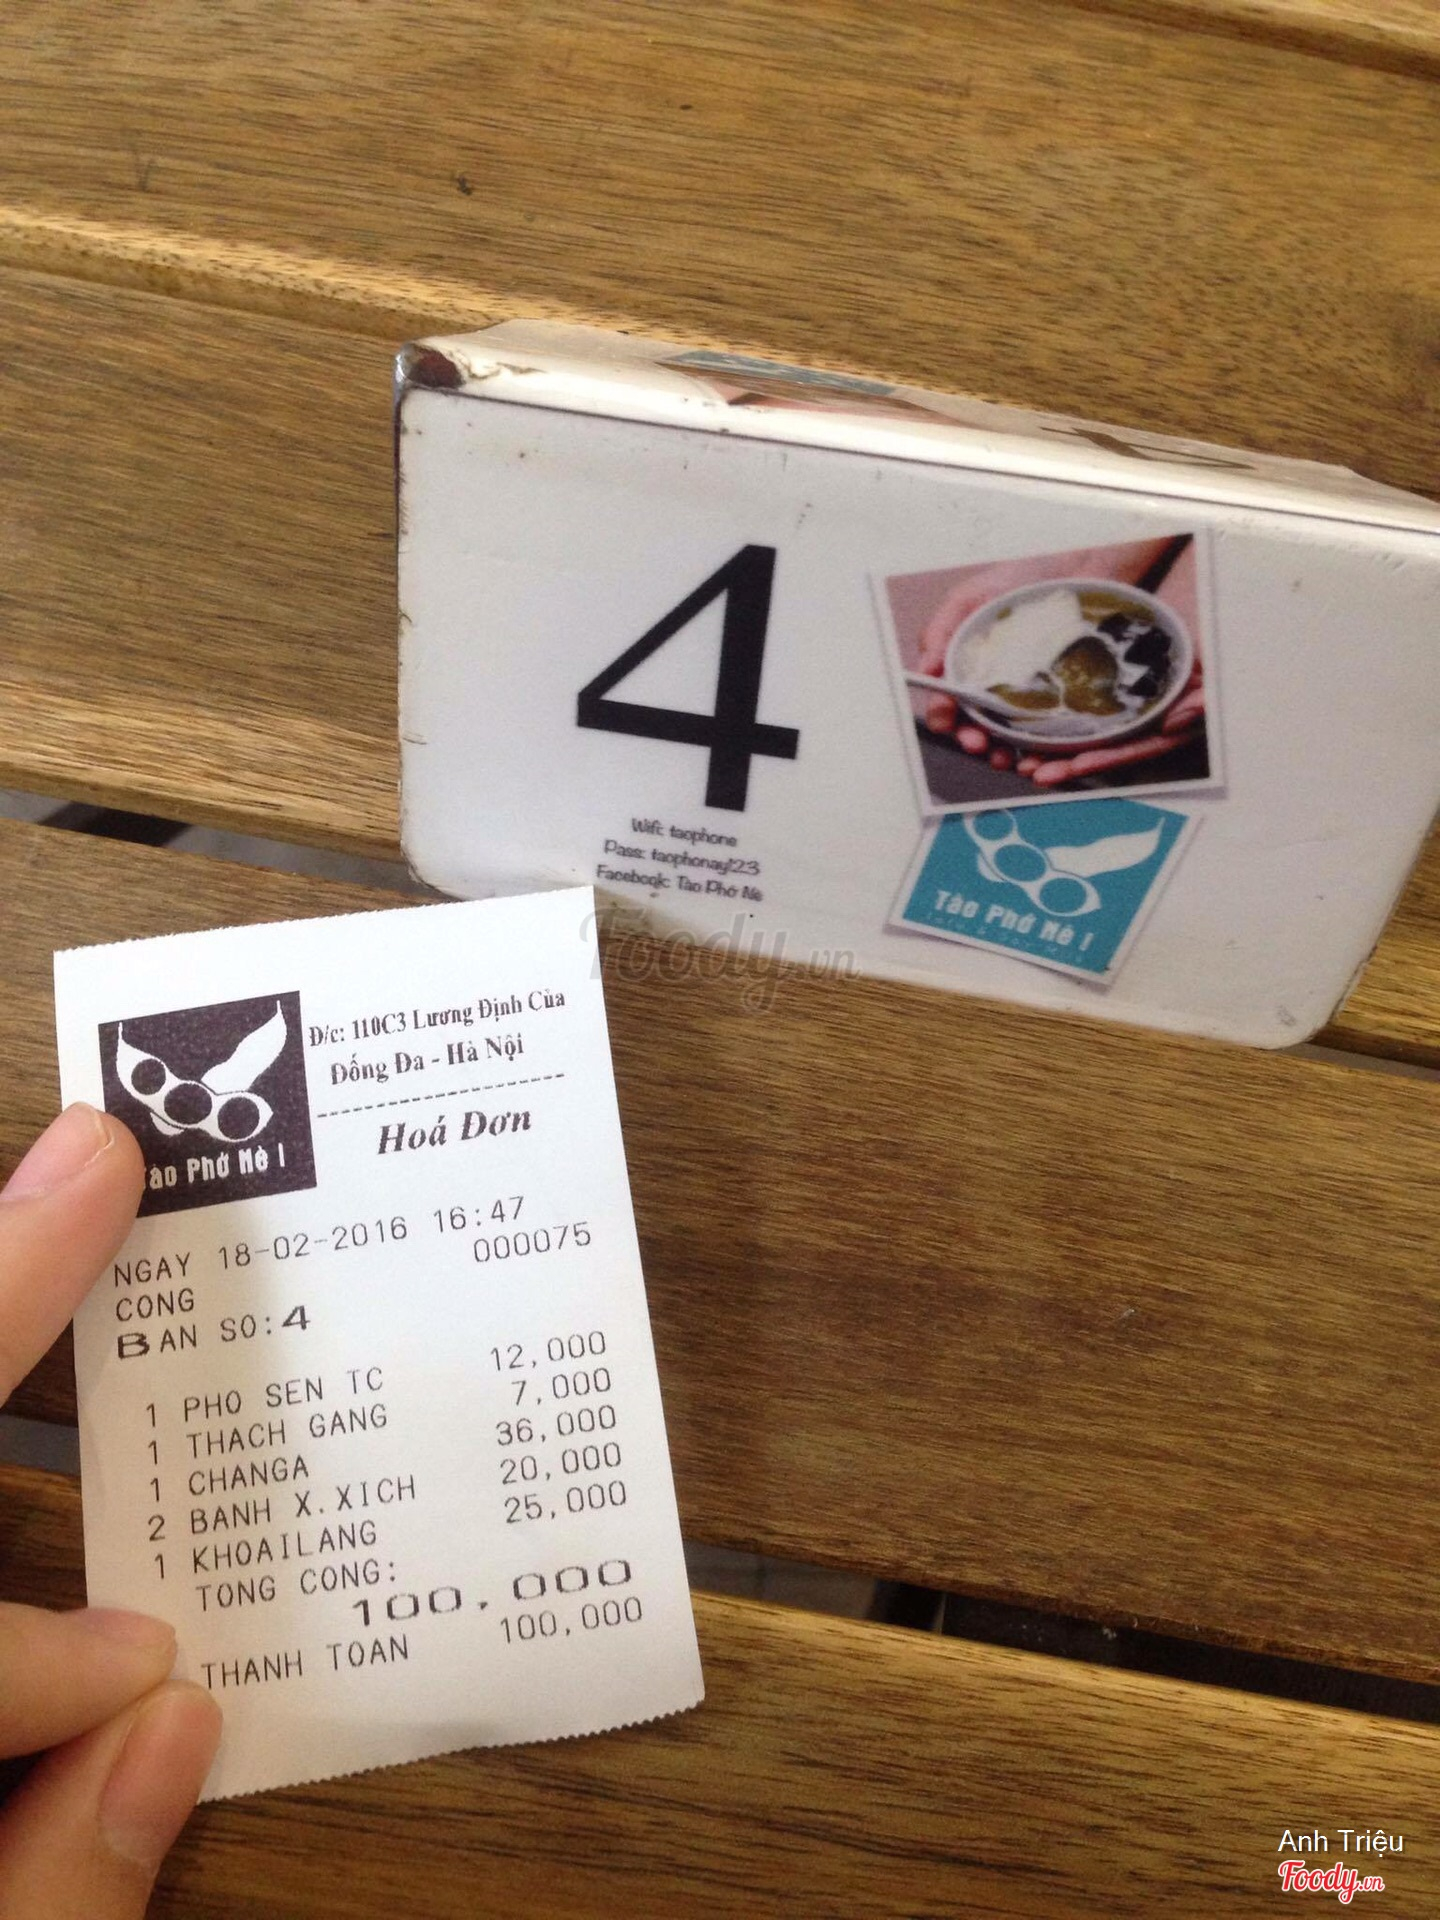 4
Wifi: taophone
Pass: taophonay123
Facebook: Tào Phớ Nè
Tào Phớ Nè !
Foody.vn
Đ/c: 110C3 Lương Định Của
Đống Đa - Hà Nội
Hoá Đơn
Tào Phớ Nè !
NGAY 18-02-2016 16:47
CONG 000075
BAN SO:4
1 PHO SEN TC 12,000
1 THACH GANG 7,000
1 CHANGA 36,000
2 BANH X.XICH 20,000
1 KHOAILANG 25,000
TONG CONG:
100.000
THANH TOAN 100,000
Anh Triệu
Foody.vn